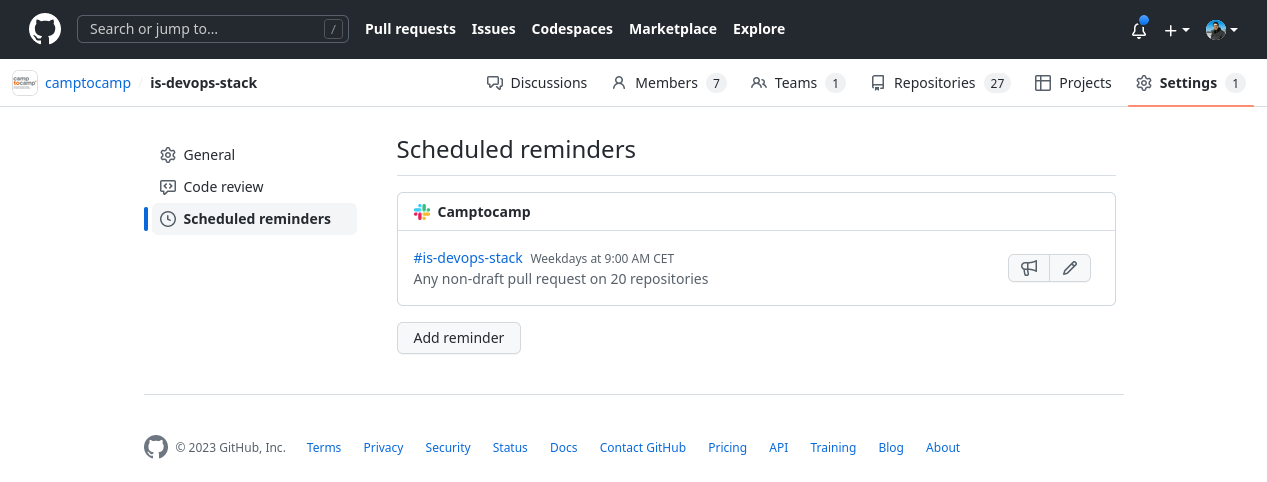 Search or jump to... /
Pull requests Issues Codespaces Marketplace Explore
camptocamp / is-devops-stack
Discussions Members 7 Teams 1 Repositories 27 Projects Settings 1
General
Code review
Scheduled reminders
Scheduled reminders
Camptocamp
#is-devops-stack Weekdays at 9:00 AM CET
Any non-draft pull request on 20 repositories
Add reminder
© 2023 GitHub, Inc. Terms Privacy Security Status Docs Contact GitHub Pricing API Training Blog About